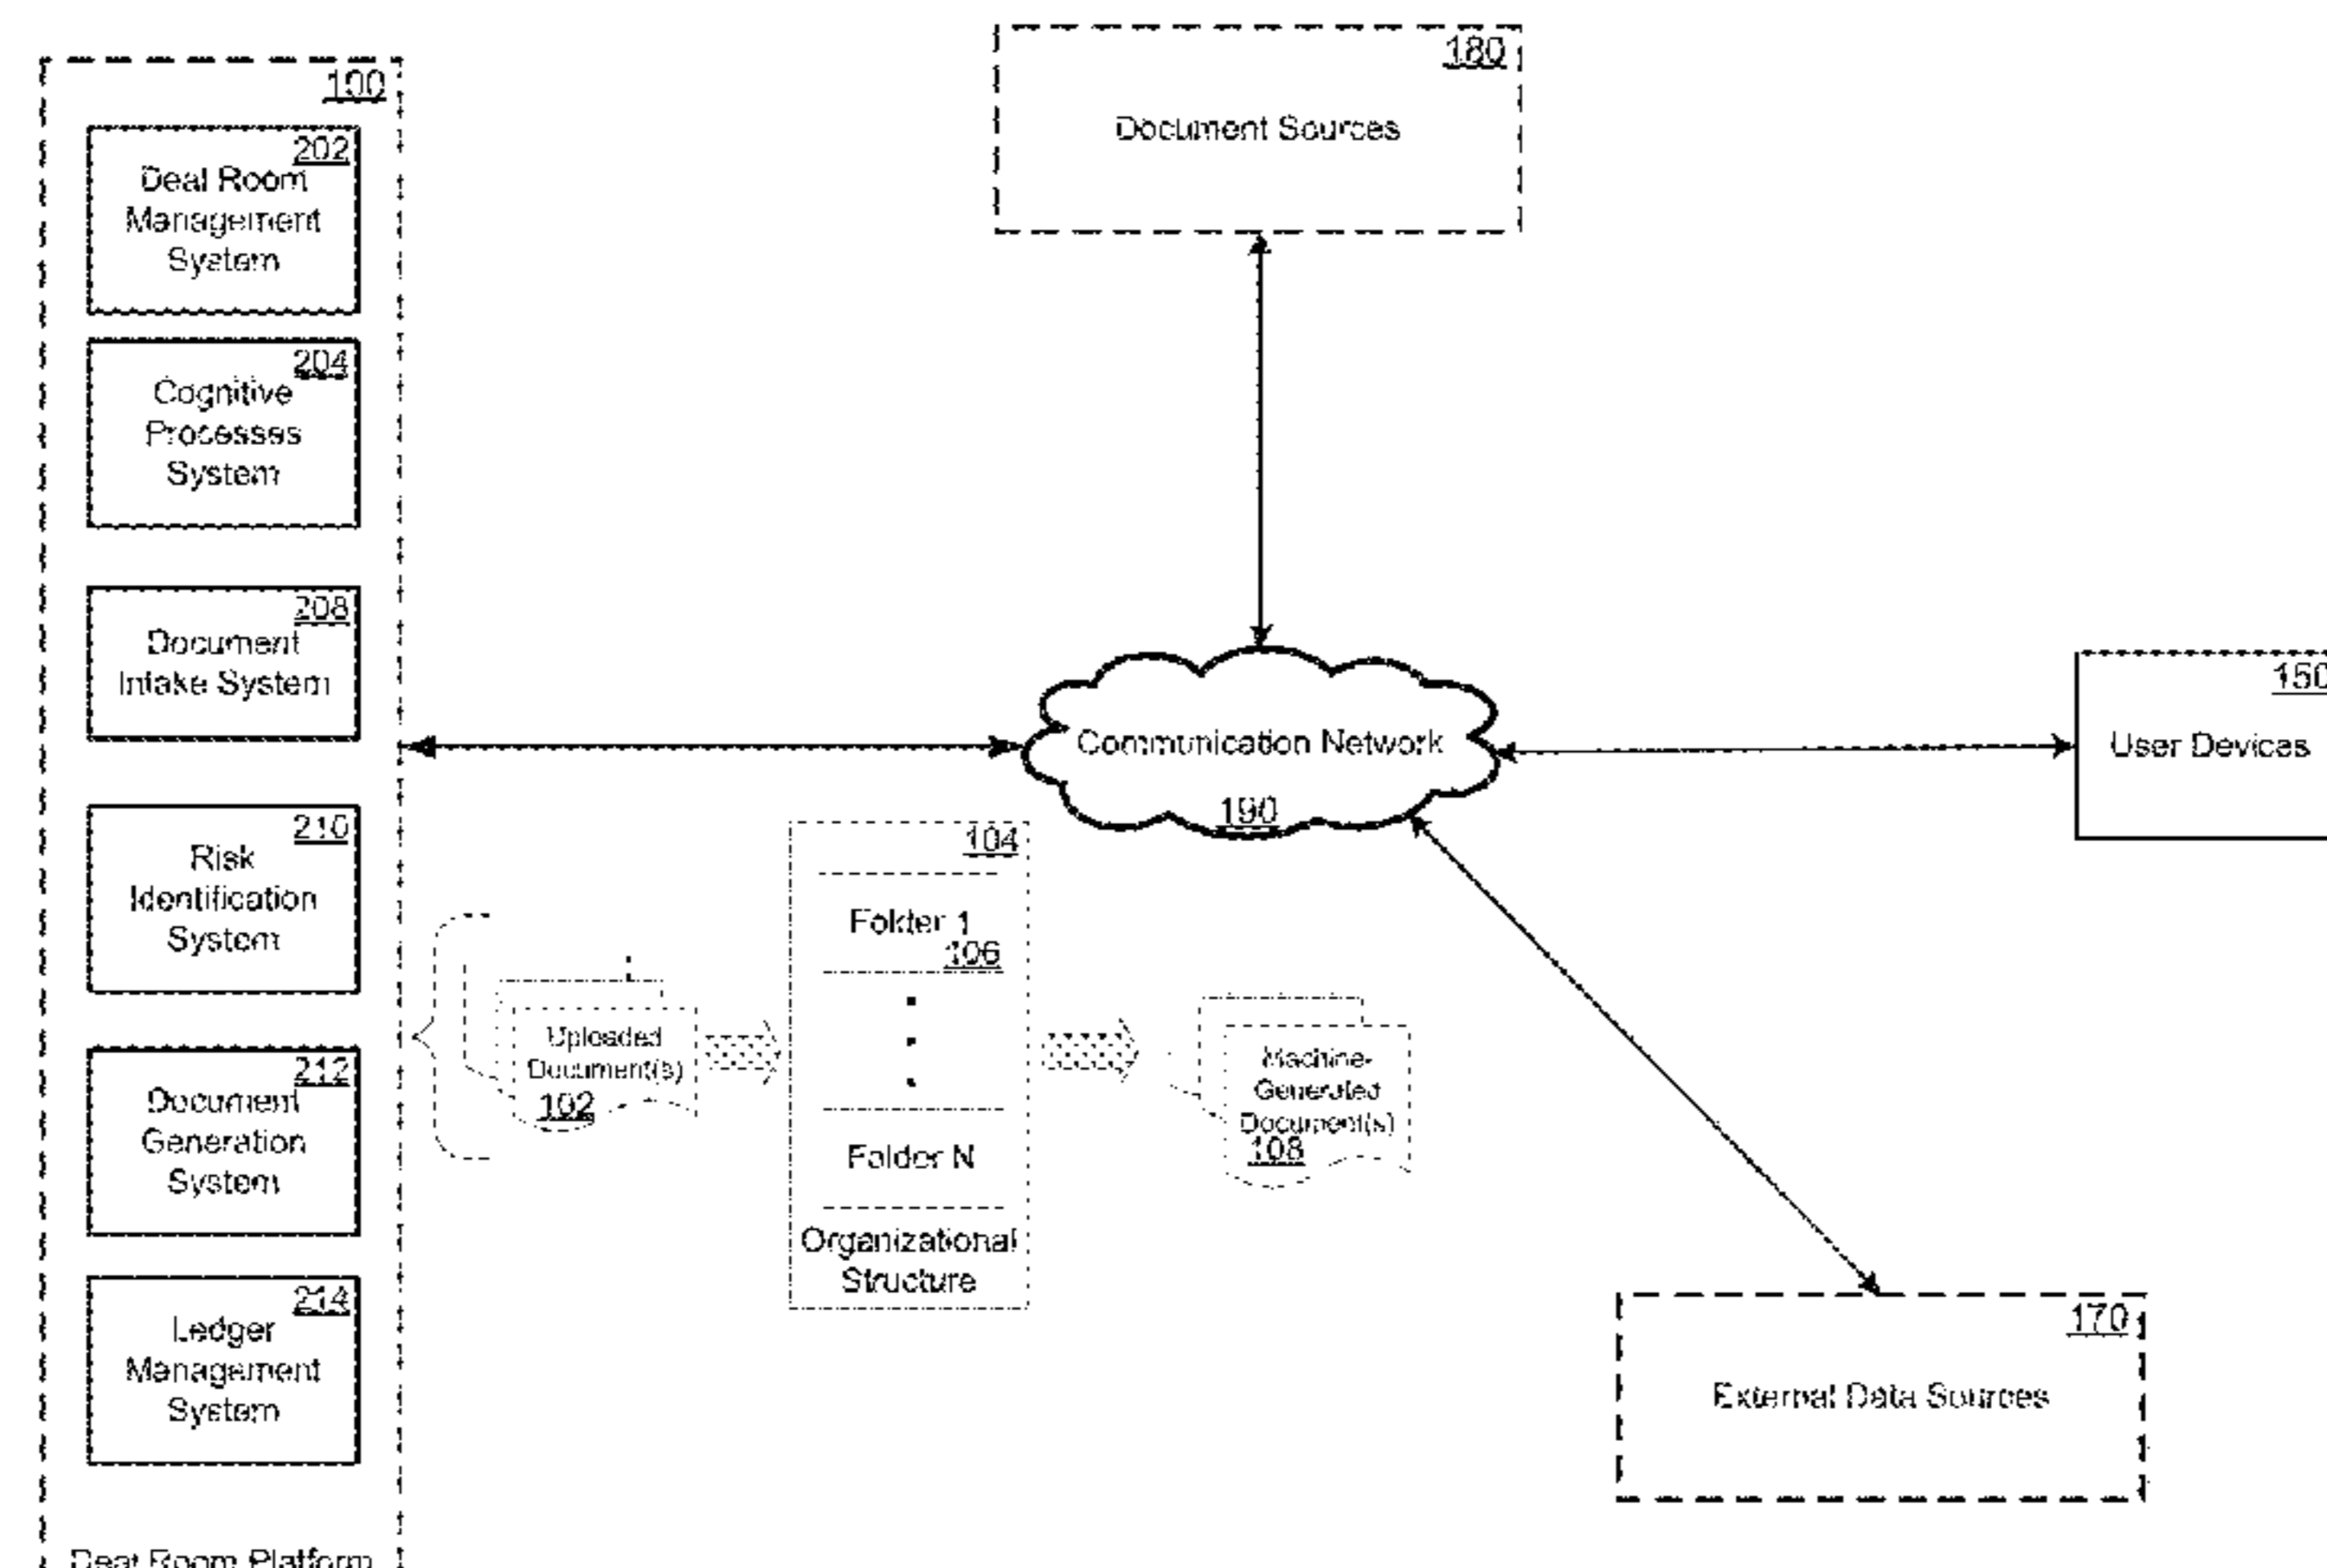 100
202
Deal Room
Management
System
204
Cognitive
Processes
System
208
Document
Intake System
210
Risk
Identification
System
212
Document
Generation
System
214
Ledger
Management
System
Deal Room Platform
180
Document Sources
Communication Network
190
150
User Devices
104
Folder 1
106
Folder N
Organizational
Structure
Uploaded
Document(s)
102
Machine-
Generated
Document(s)
108
170
External Data Sources